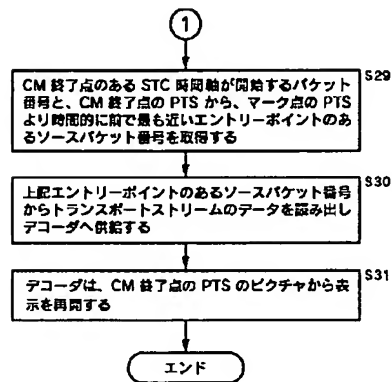 1
CM 終了点のある STC 時間軸が開始するパケット
番号と、CM 終了点の PTS から、マーク点の PTS
より時間的に前で最も近いエントリーポイントのあ
るソースパケット番号を取得する
S29
上記エントリーポイントのあるソースパケット番号
からトランスポートストリームのデータを読み出し
デコーダへ供給する
S30
デコーダは、CM 終了点の PTS のピクチャから表
示を再開する
S31
エンド